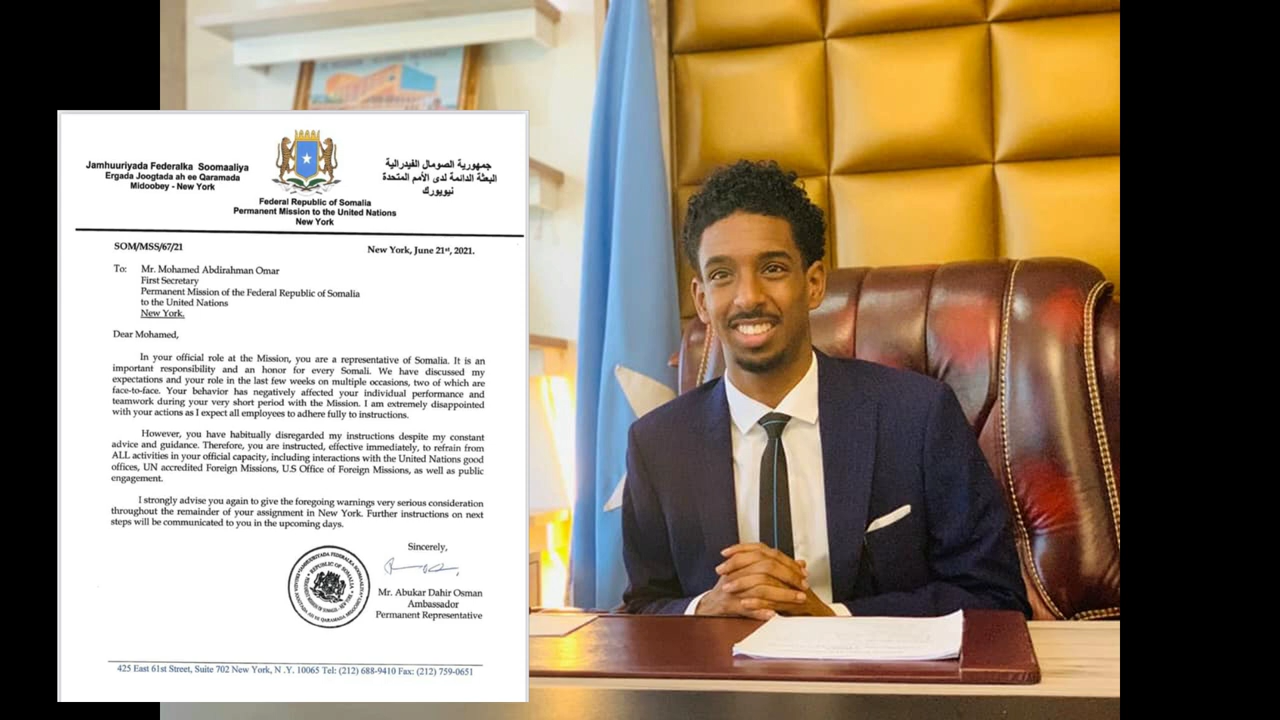 Jamhuuriyada Federalka Soomaaliya
Ergada Joogtada ah ee Qaramada
Midoobey - New York
جمهورية الصومال الفيدرالية
البعثة الدائمة لدى الأمم المتحدة
نيويورك
Federal Republic of Somalia
Permanent Mission to the United Nations
New York
SOM/MSS/67/21
New York, June 21st, 2021.
To: Mr. Mohamed Abdirahman Omar
First Secretary
Permanent Mission of the Federal Republic of Somalia
to the United Nations
New York.
Dear Mohamed,
In your official role at the Mission, you are a representative of Somalia. It is an
important responsibility and an honor for every Somali. We have discussed my
expectations and your role in the last few weeks on multiple occasions, two of which are
face-to-face. Your behavior has negatively affected your individual performance and
teamwork during your very short period with the Mission. I am extremely disappointed
with your actions as I expect all employees to adhere fully to instructions.
However, you have habitually disregarded my instructions despite my constant
advice and guidance. Therefore, you are instructed, effective immediately, to refrain from
ALL activities in your official capacity, including interactions with the United Nations good
offices, UN accredited Foreign Missions, U.S Office of Foreign Missions, as well as public
engagement.
I strongly advise you again to give the foregoing warnings very serious consideration
throughout the remainder of your assignment in New York. Further instructions on next
steps will be communicated to you in the upcoming days.
Sincerely,
Mr. Abukar Dahir Osman
Ambassador
Permanent Representative
425 East 61st Street, Suite 702 New York, N .Y. 10065 Tel: (212) 688-9410 Fax: (212) 759-0651